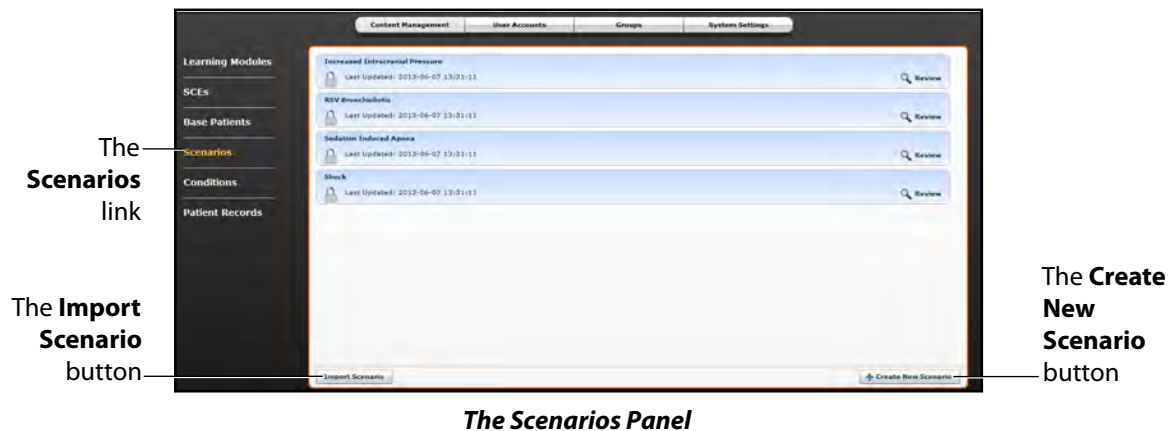 Content Management User Accounts Groups System Settings
Learning Modules
SCEs
Base Patients
Scenarios
Conditions
Patient Records
Increased Intracranial Pressure
Last Updated: 2013-06-07 13:31:11 Review
RSV Bronchiolitis
Last Updated: 2013-06-07 13:31:11 Review
Sedation Induced Apnea
Last Updated: 2013-06-07 13:31:11 Review
Shock
Last Updated: 2013-06-07 13:31:11 Review
Import Scenario
Create New Scenario
The
Scenarios
link
The Import
Scenario
button
The Create
New
Scenario
button
The Scenarios Panel